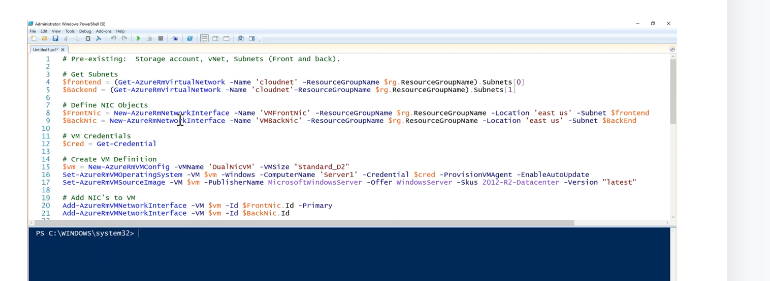 Administrator: Windows PowerShell ISE
File Edit View Tools Debug Add-ons Help
Untitled1.ps1* X
1 # Pre-existing: Storage account, vNet, Subnets (Front and back).
2
3 # Get Subnets
4 $frontend = (Get-AzureRmVirtualNetwork -Name 'cloudnet' -ResourceGroupName $rg.ResourceGroupName).Subnets[0]
5 $Backend = (Get-AzureRmVirtualNetwork -Name 'cloudnet'-ResourceGroupName $rg.ResourceGroupName).Subnets[1]
6
7 # Define NIC Objects
8 $FrontNic = New-AzureRmNetworkInterface -Name 'VMFrontNic' -ResourceGroupName $rg.ResourceGroupName -Location 'east us' -Subnet $frontend
9 $BackNic = New-AzureRmNetworkInterface -Name 'VMBackNic' -ResourceGroupName $rg.ResourceGroupName -Location 'east us' -Subnet $BackEnd
10
11 # VM Credentials
12 $Cred = Get-Credential
13
14 # Create VM Definition
15 $vm = New-AzureRmVMConfig -VMName 'DualNicVM' -VMSize "Standard_D2"
16 Set-AzureRmVMOperatingSystem -VM $vm -Windows -ComputerName 'Server1' -Credential $cred -ProvisionVMAgent -EnableAutoUpdate
17 Set-AzureRmVMSourceImage -VM $vm -PublisherName MicrosoftWindowsServer -Offer WindowsServer -Skus 2012-R2-Datacenter -Version "latest"
18
19 # Add NIC's to VM
20 Add-AzureRmVMNetworkInterface -VM $vm -Id $FrontNic.Id -Primary
21 Add-AzureRmVMNetworkInterface -VM $vm -Id $BackNic.Id
PS C:\WINDOWS\system32>